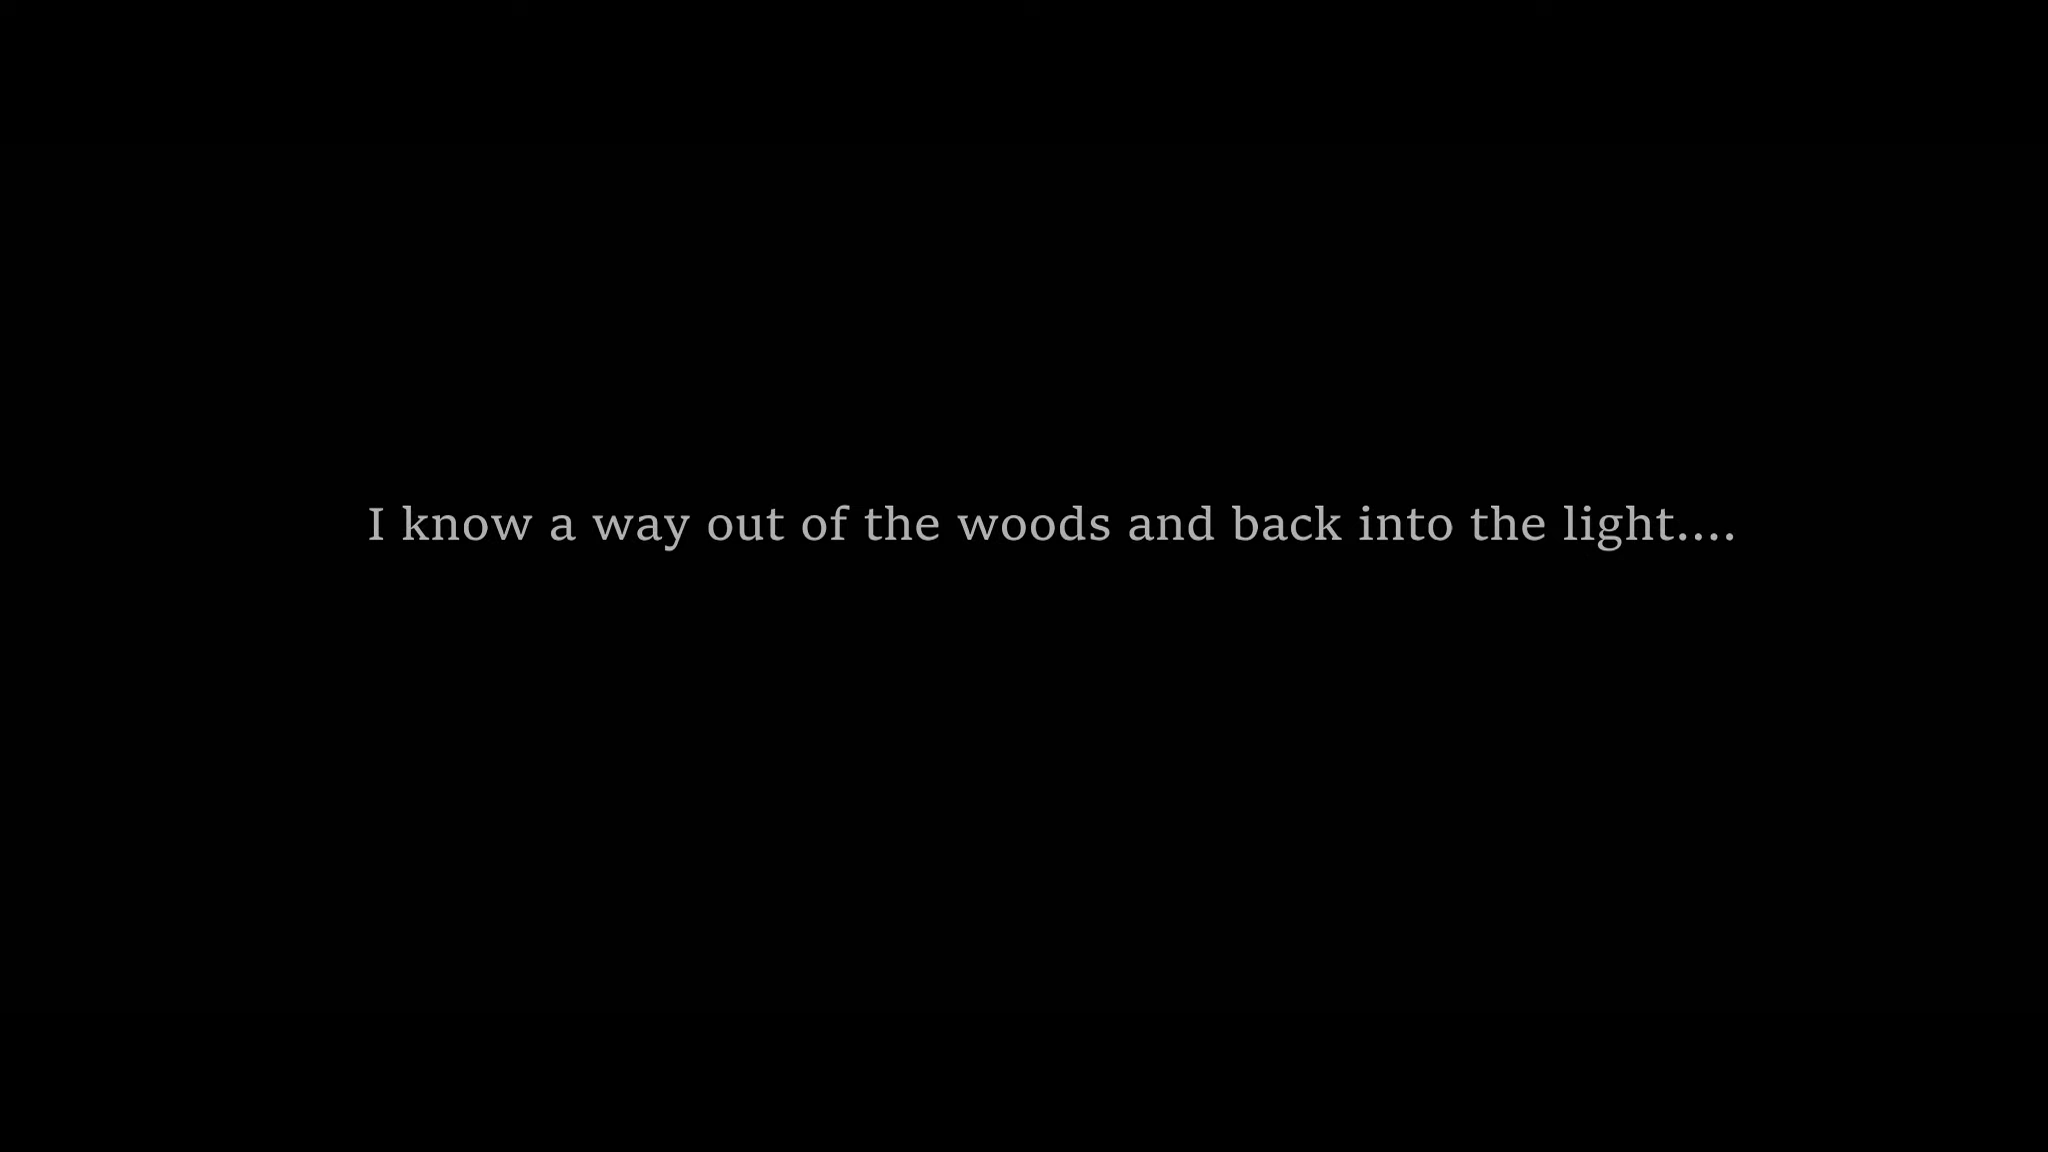 I know a way out of the woods and back into the light....